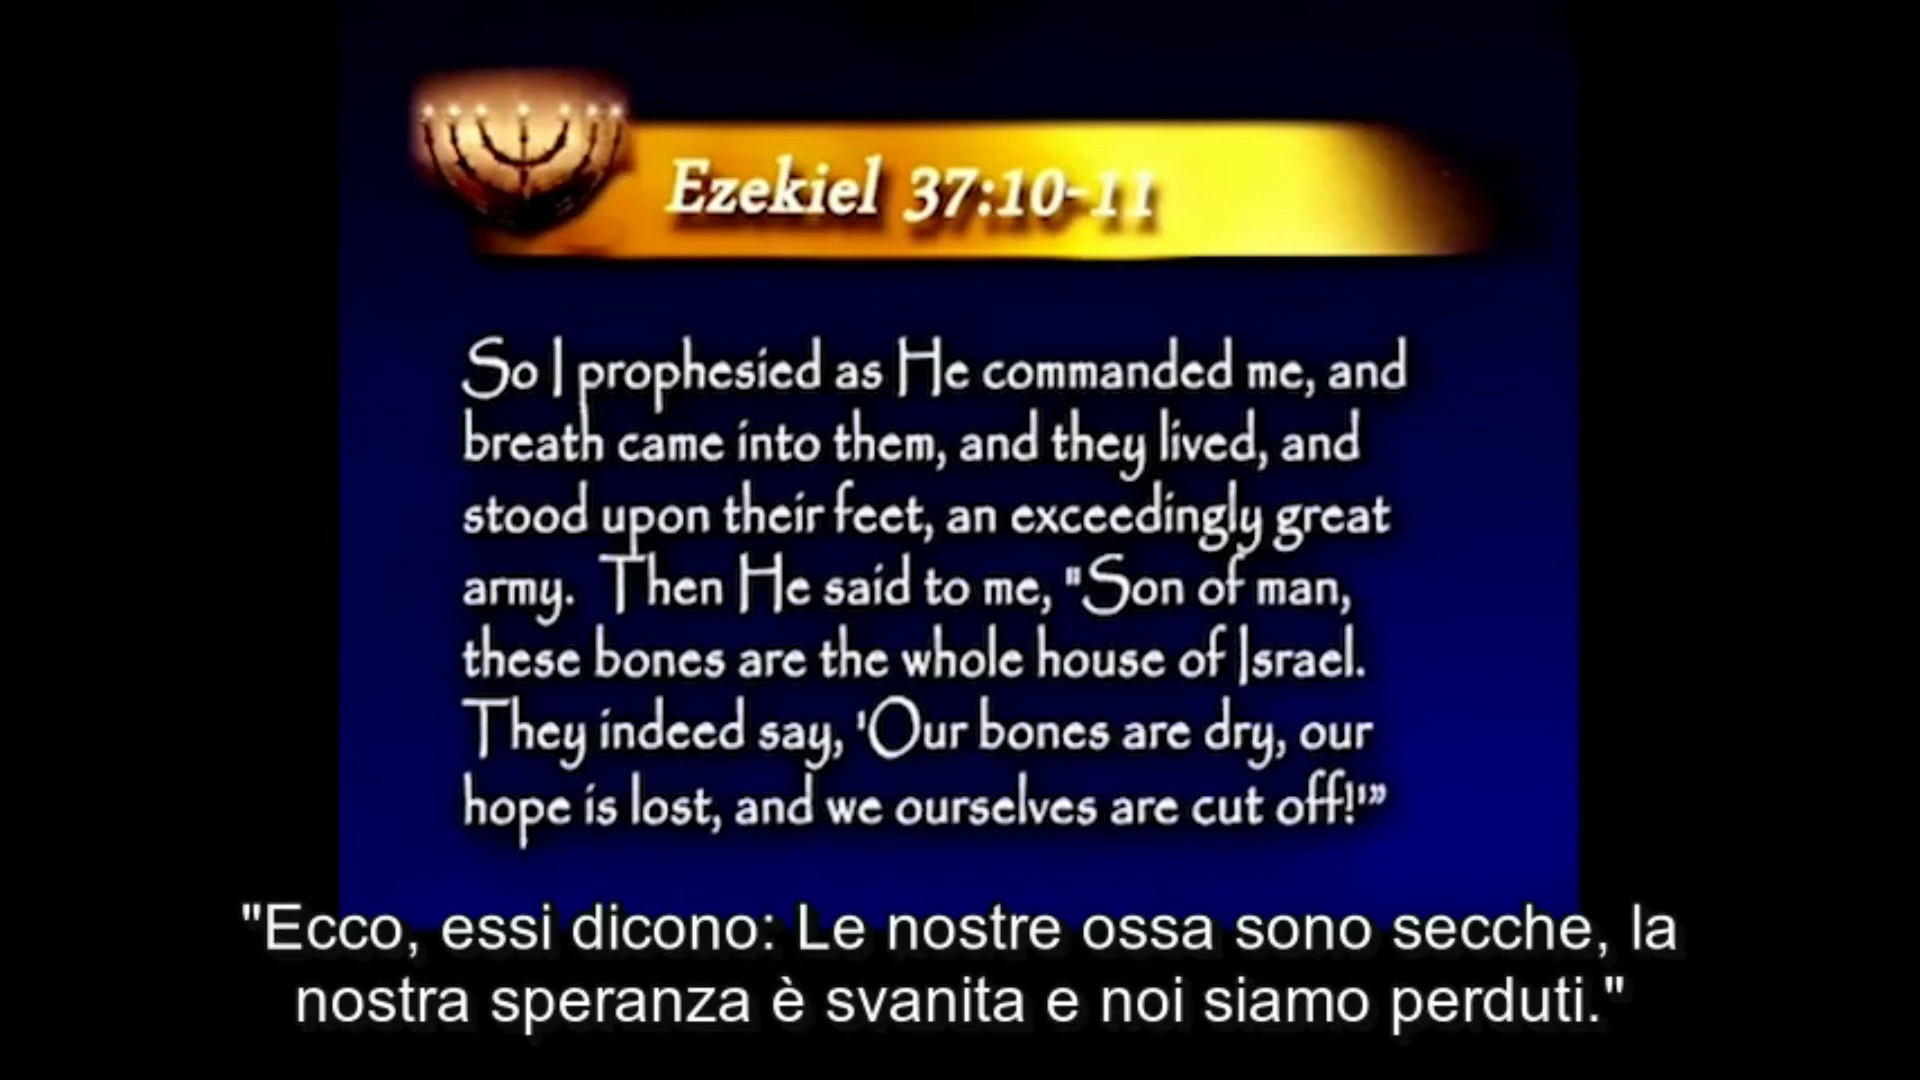 Ezekiel 37:10-11
So I prophesied as He commanded me, and
breath came into them, and they lived, and
stood upon their feet, an exceedingly great
army. Then He said to me, "Son of man,
these bones are the whole house of Israel.
They indeed say, 'Our bones are dry, our
hope is lost, and we ourselves are cut off!'”
"Ecco, essi dicono: Le nostre ossa sono secche, la
nostra speranza è svanita e noi siamo perduti."